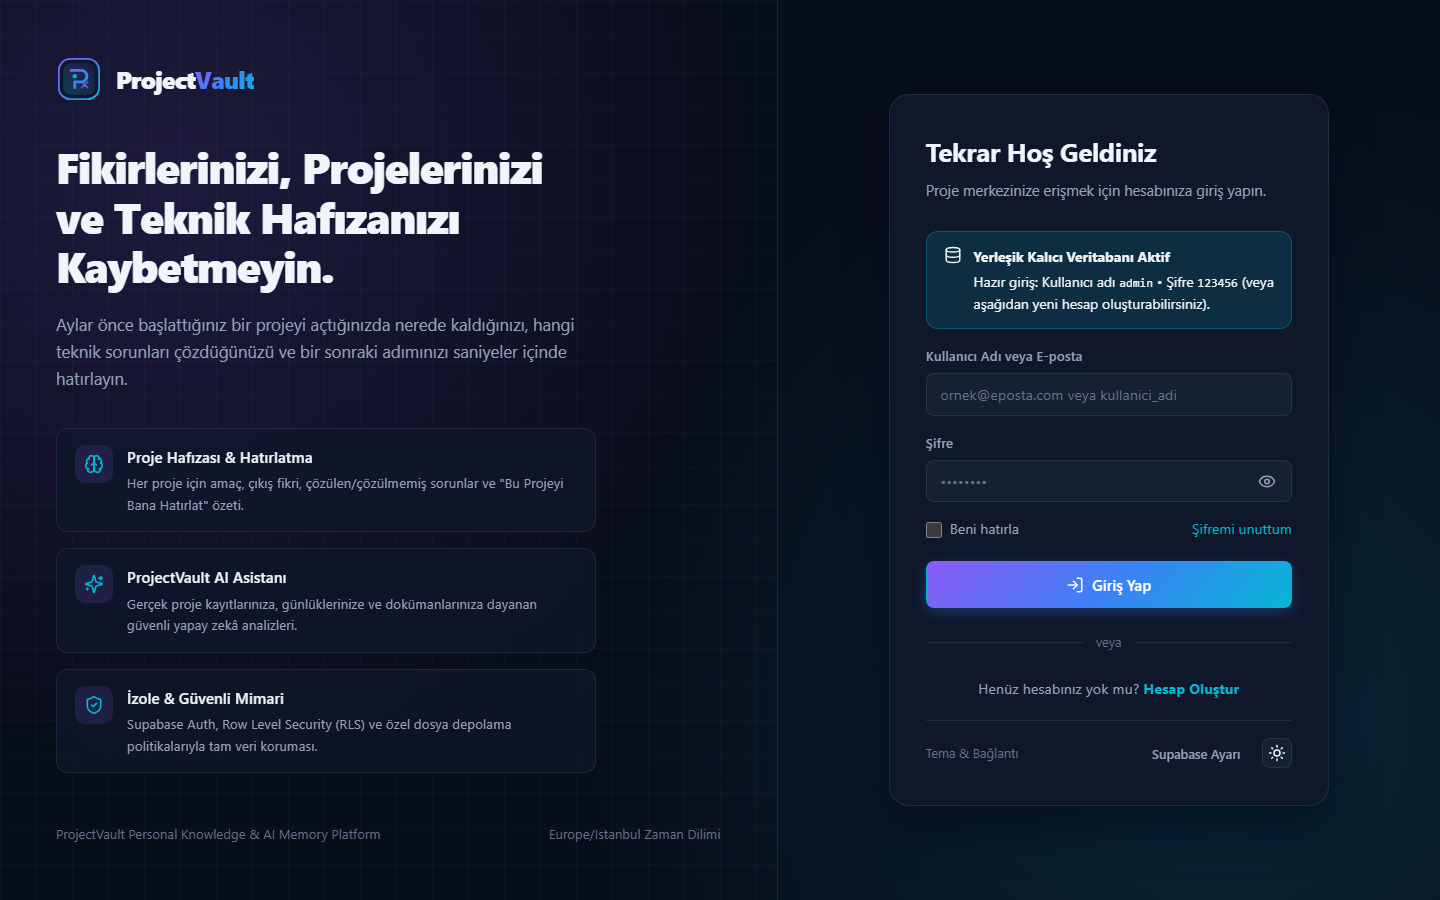 ProjectVault
Fikirlerinizi, Projelerinizi
ve Teknik Hafızanızı
Kaybetmeyin.
Aylar önce başlattığınız bir projeyi açtığınızda nerede kaldığınızı, hangi
teknik sorunları çözdüğünüzü ve bir sonraki adımınızı saniyeler içinde
hatırlayın.
Proje Hafızası & Hatırlatma
Her proje için amaç, çıkış fikri, çözülen/çözülmemiş sorunlar ve "Bu Projeyi
Bana Hatırlat" özeti.
ProjectVault AI Asistanı
Gerçek proje kayıtlarınıza, günlüklerinize ve dokümanlarınıza dayanan
güvenli yapay zekâ analizleri.
İzole & Güvenli Mimari
Supabase Auth, Row Level Security (RLS) ve özel dosya depolama
politikalarıyla tam veri koruması.
ProjectVault Personal Knowledge & AI Memory Platform
Europe/Istanbul Zaman Dilimi
Tekrar Hoş Geldiniz
Proje merkezinize erişmek için hesabınıza giriş yapın.
Yerleşik Kalıcı Veritabanı Aktif
Hazır giriş: Kullanıcı adı admin • Şifre 123456 (veya
aşağıdan yeni hesap oluşturabilirsiniz).
Kullanıcı Adı veya E-posta
ornek@eposta.com veya kullanici_adi
Şifre
••••••••
Beni hatırla
Şifremi unuttum
Giriş Yap
veya
Henüz hesabınız yok mu? Hesap Oluştur
Tema & Bağlantı
Supabase Ayarı